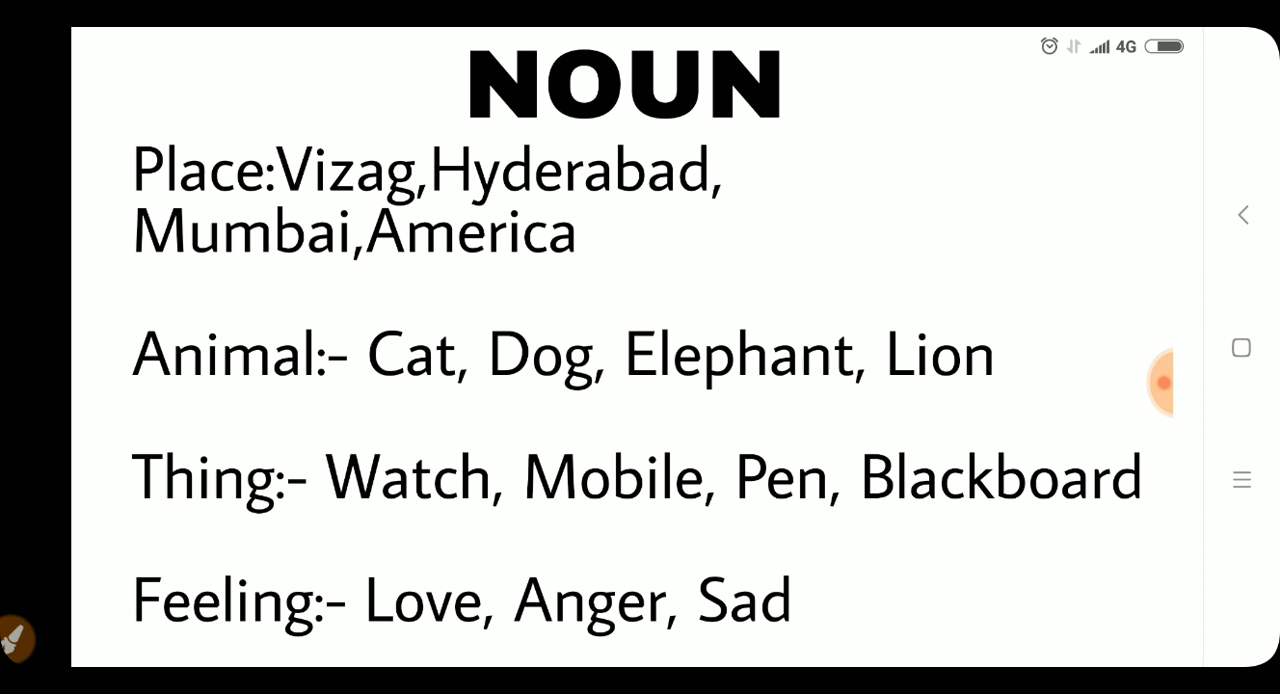 4G
NOUN
Place:Vizag,Hyderabad,
Mumbai,America
Animal:- Cat, Dog, Elephant, Lion
Thing:- Watch, Mobile, Pen, Blackboard
Feeling:- Love, Anger, Sad